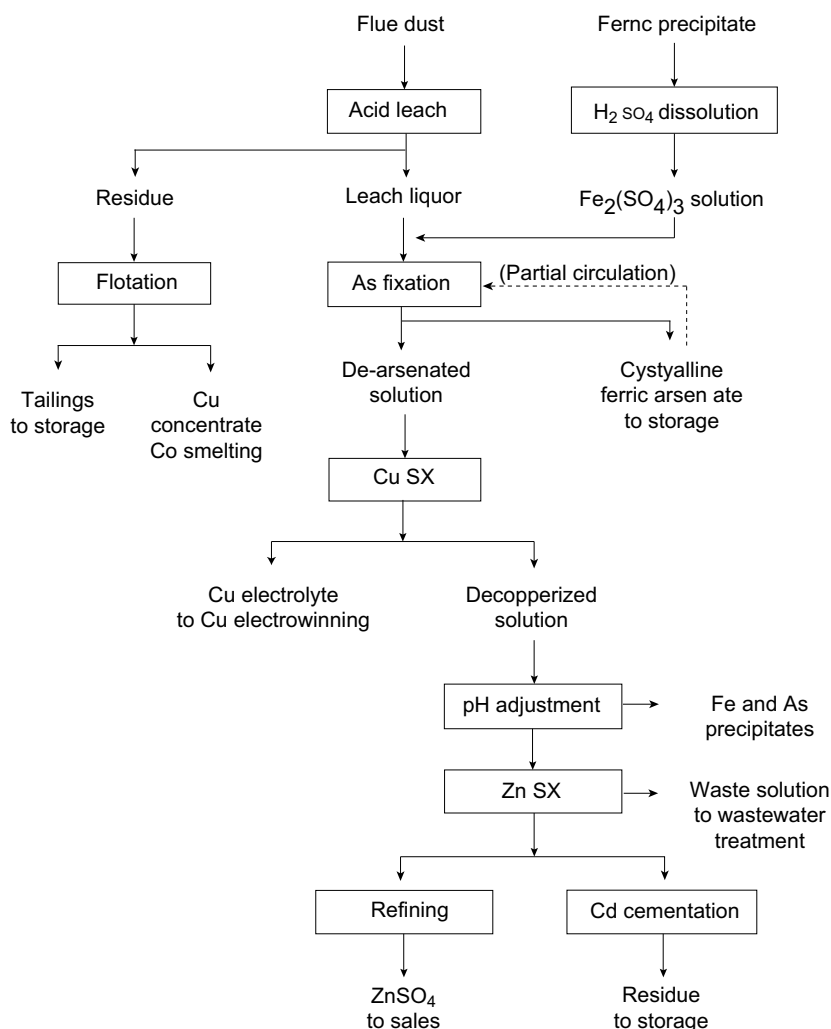 Flue dust
Fernc precipitate
Acid leach
H2 SO4 dissolution
Residue
Leach liquor
Fe2(SO4)3 solution
Flotation
As fixation
(Partial circulation)
Tailings
to storage
Cu
concentrate
Co smelting
De-arsenated
solution
Cystyalline
ferric arsen ate
to storage
Cu SX
Cu electrolyte
to Cu electrowinning
Decopperized
solution
pH adjustment
Fe and As
precipitates
Zn SX
Waste solution
to wastewater
treatment
Refining
Cd cementation
ZnSO4
to sales
Residue
to storage